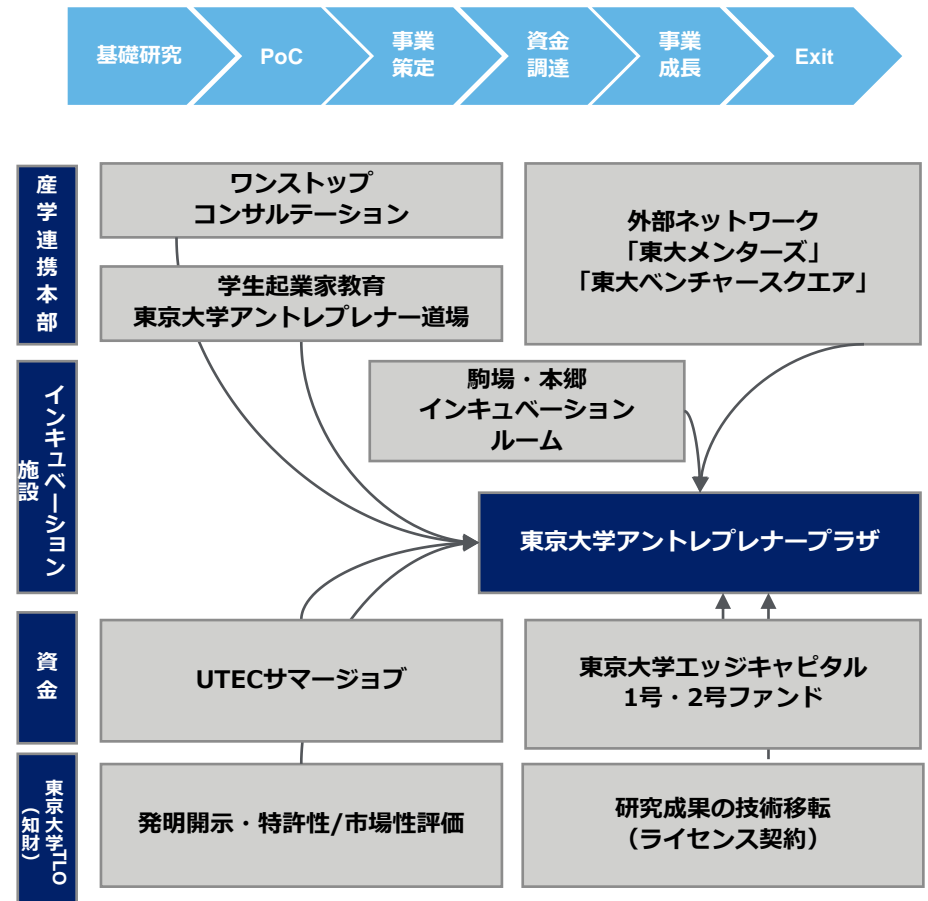 基礎研究
PoC
事業
策定
資金
調達
事業
成長
Exit
産学連携本部
ワンストップ
コンサルテーション
学生起業家教育
東京大学アントレプレナー道場
外部ネットワーク
「東大メンターズ」
「東大ベンチャースクエア」
インキュベーション
施設
駒場・本郷
インキュベーション
ルーム
東京大学アントレプレナープラザ
資金
UTECサマージョブ
東京大学エッジキャピタル
1号・2号ファンド
東京大学TLO
(知財)
発明開示・特許性/市場性評価
研究成果の技術移転
(ライセンス契約)